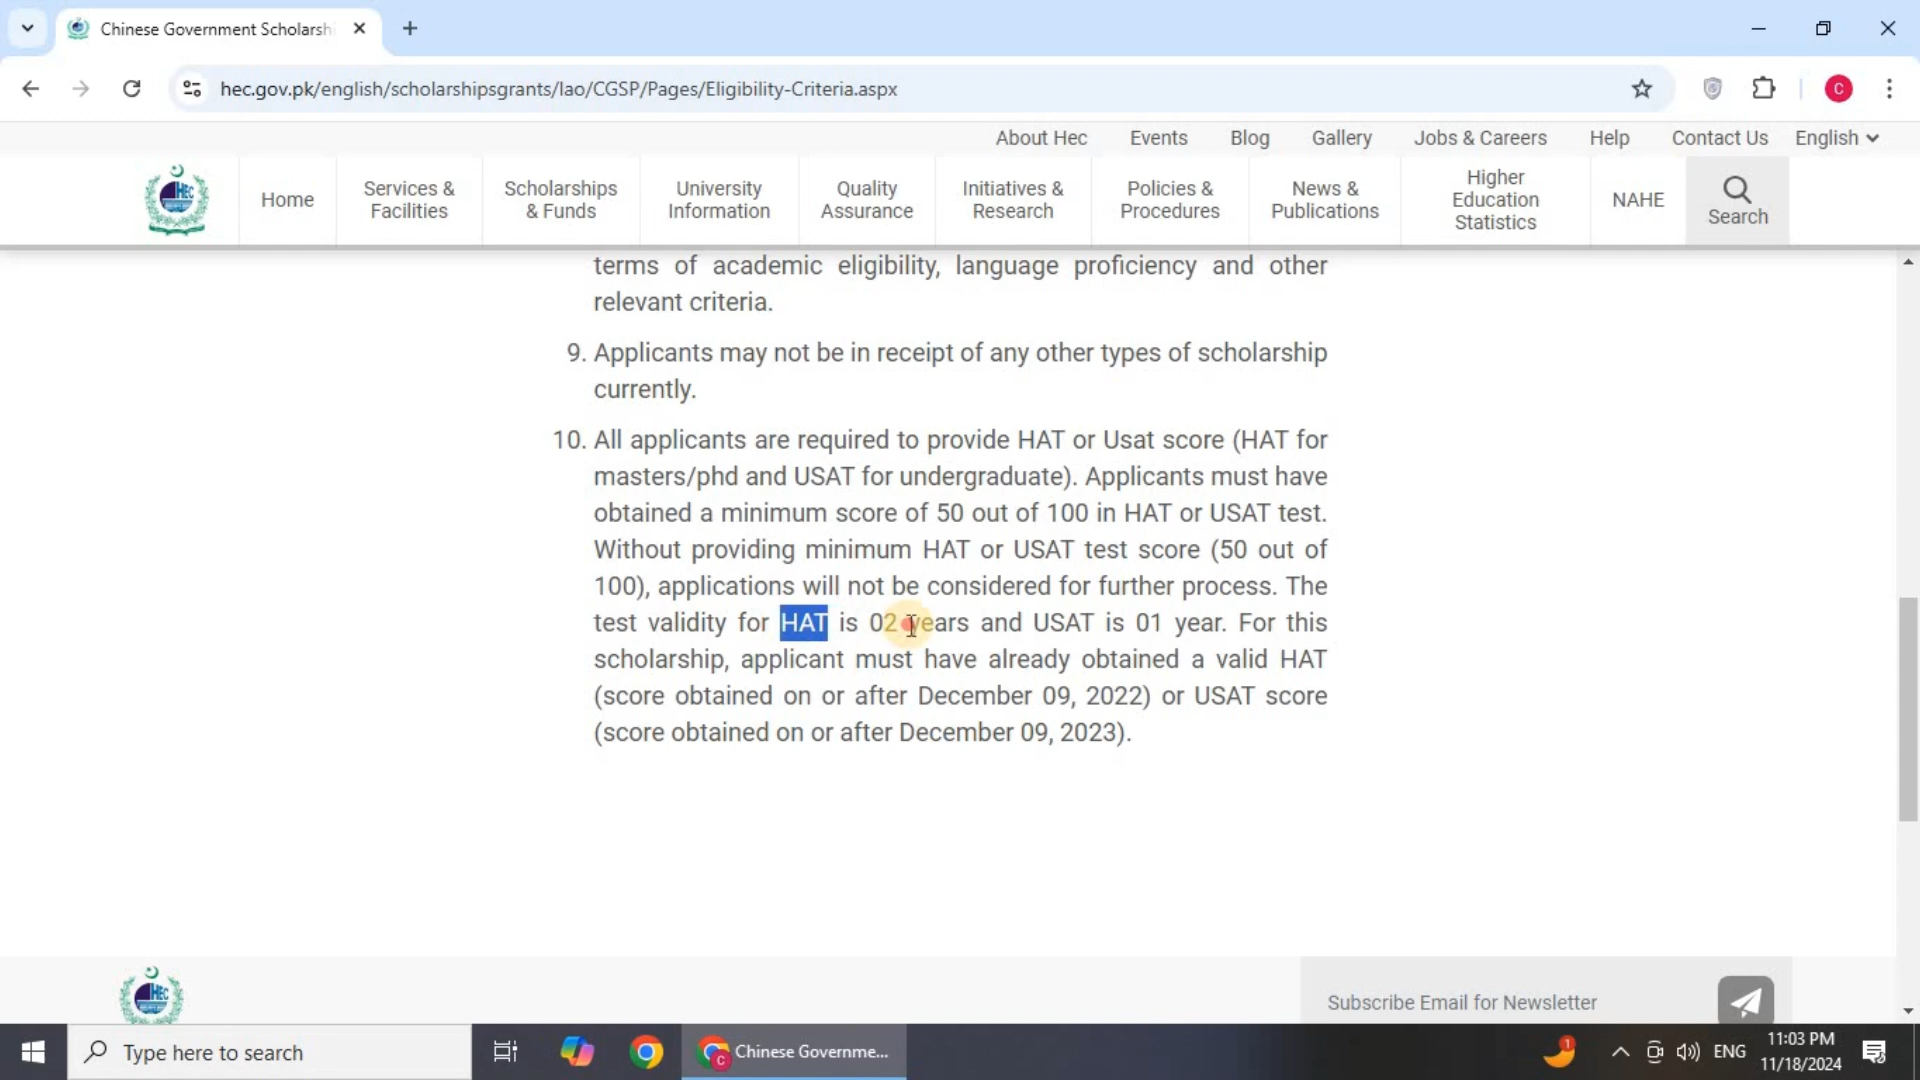 Chinese Government Scholarsh
hec.gov.pk/english/scholarshipsgrants/lao/CGSP/Pages/Eligibility-Criteria.aspx
C
About Hec Events Blog Gallery Jobs & Careers Help Contact Us English
HEC
Home
Services &
Facilities
Scholarships
& Funds
University
Information
Quality
Assurance
Initiatives &
Research
Policies &
Procedures
News &
Publications
Higher
Education
Statistics
NAHE
Search
terms of academic eligibility, language proficiency and other
relevant criteria.
9. Applicants may not be in receipt of any other types of scholarship
currently.
10. All applicants are required to provide HAT or Usat score (HAT for
masters/phd and USAT for undergraduate). Applicants must have
obtained a minimum score of 50 out of 100 in HAT or USAT test.
Without providing minimum HAT or USAT test score (50 out of
100), applications will not be considered for further process. The
test validity for HAT is 02 years and USAT is 01 year. For this
scholarship, applicant must have already obtained a valid HAT
(score obtained on or after December 09, 2022) or USAT score
(score obtained on or after December 09, 2023).
HEC
Subscribe Email for Newsletter
Type here to search
C
Chinese Governme...
1
ENG
11:03 PM
11/18/2024